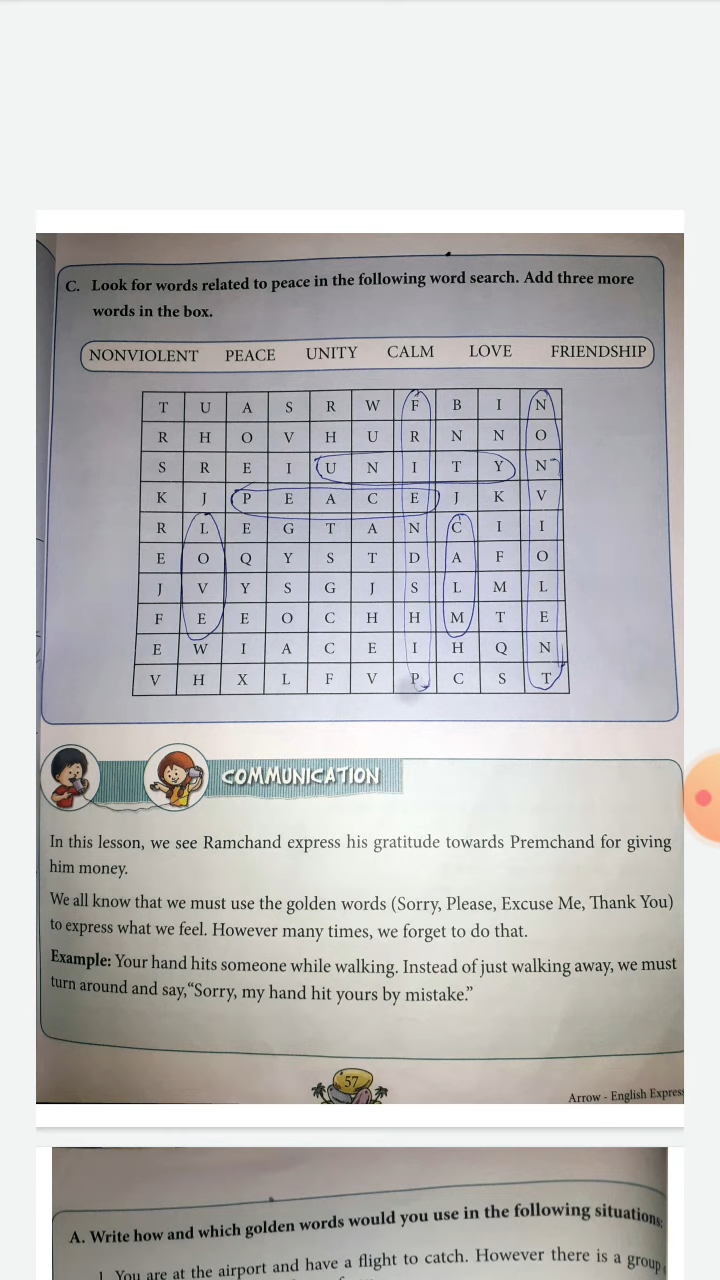 C. Look for words related to peace in the following word search. Add three more
words in the box.
NONVIOLENT PEACE UNITY CALM LOVE FRIENDSHIP
T U A S R W F B I N
R H O V H U R N N O
S R E I U N I T Y N
K J P E A C E J K V
R L E G T A N C I I
E O Q Y S T D A F O
J V Y S G J S L M L
F E E O C H H M T E
E W I A C E I H Q N
V H X L F V P C S T
COMMUNICATION
In this lesson, we see Ramchand express his gratitude towards Premchand for giving
him money.
We all know that we must use the golden words (Sorry, Please, Excuse Me, Thank You)
to express what we feel. However many times, we forget to do that.
Example: Your hand hits someone while walking. Instead of just walking away, we must
turn around and say,“Sorry, my hand hit yours by mistake.”
57
Arrow - English Express
A. Write how and which golden words would you use in the following situations:
1. You are at the airport and have a flight to catch. However there is a group